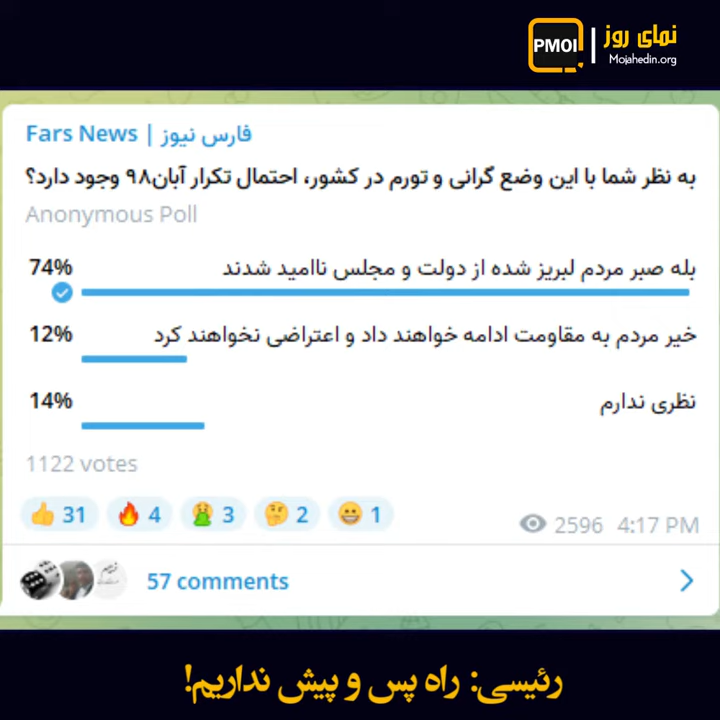 نمای روز
PMOI
Mojahedin.org
Fars News | فارس نیوز
به نظر شما با این وضع گرانی و تورم در کشور، احتمال تکرار آبان۹۸ وجود دارد؟
Anonymous Poll
74% بله صبر مردم لبریز شده از دولت و مجلس ناامید شدند
12% خیر مردم به مقاومت ادامه خواهند داد و اعتراضی نخواهند کرد
14% نظری ندارم
1122 votes
👍 31 🔥 4 🤮 3 🤔 2 😁 1
2596 4:17 PM
57 comments
رئیسی: راه پس و پیش نداریم!